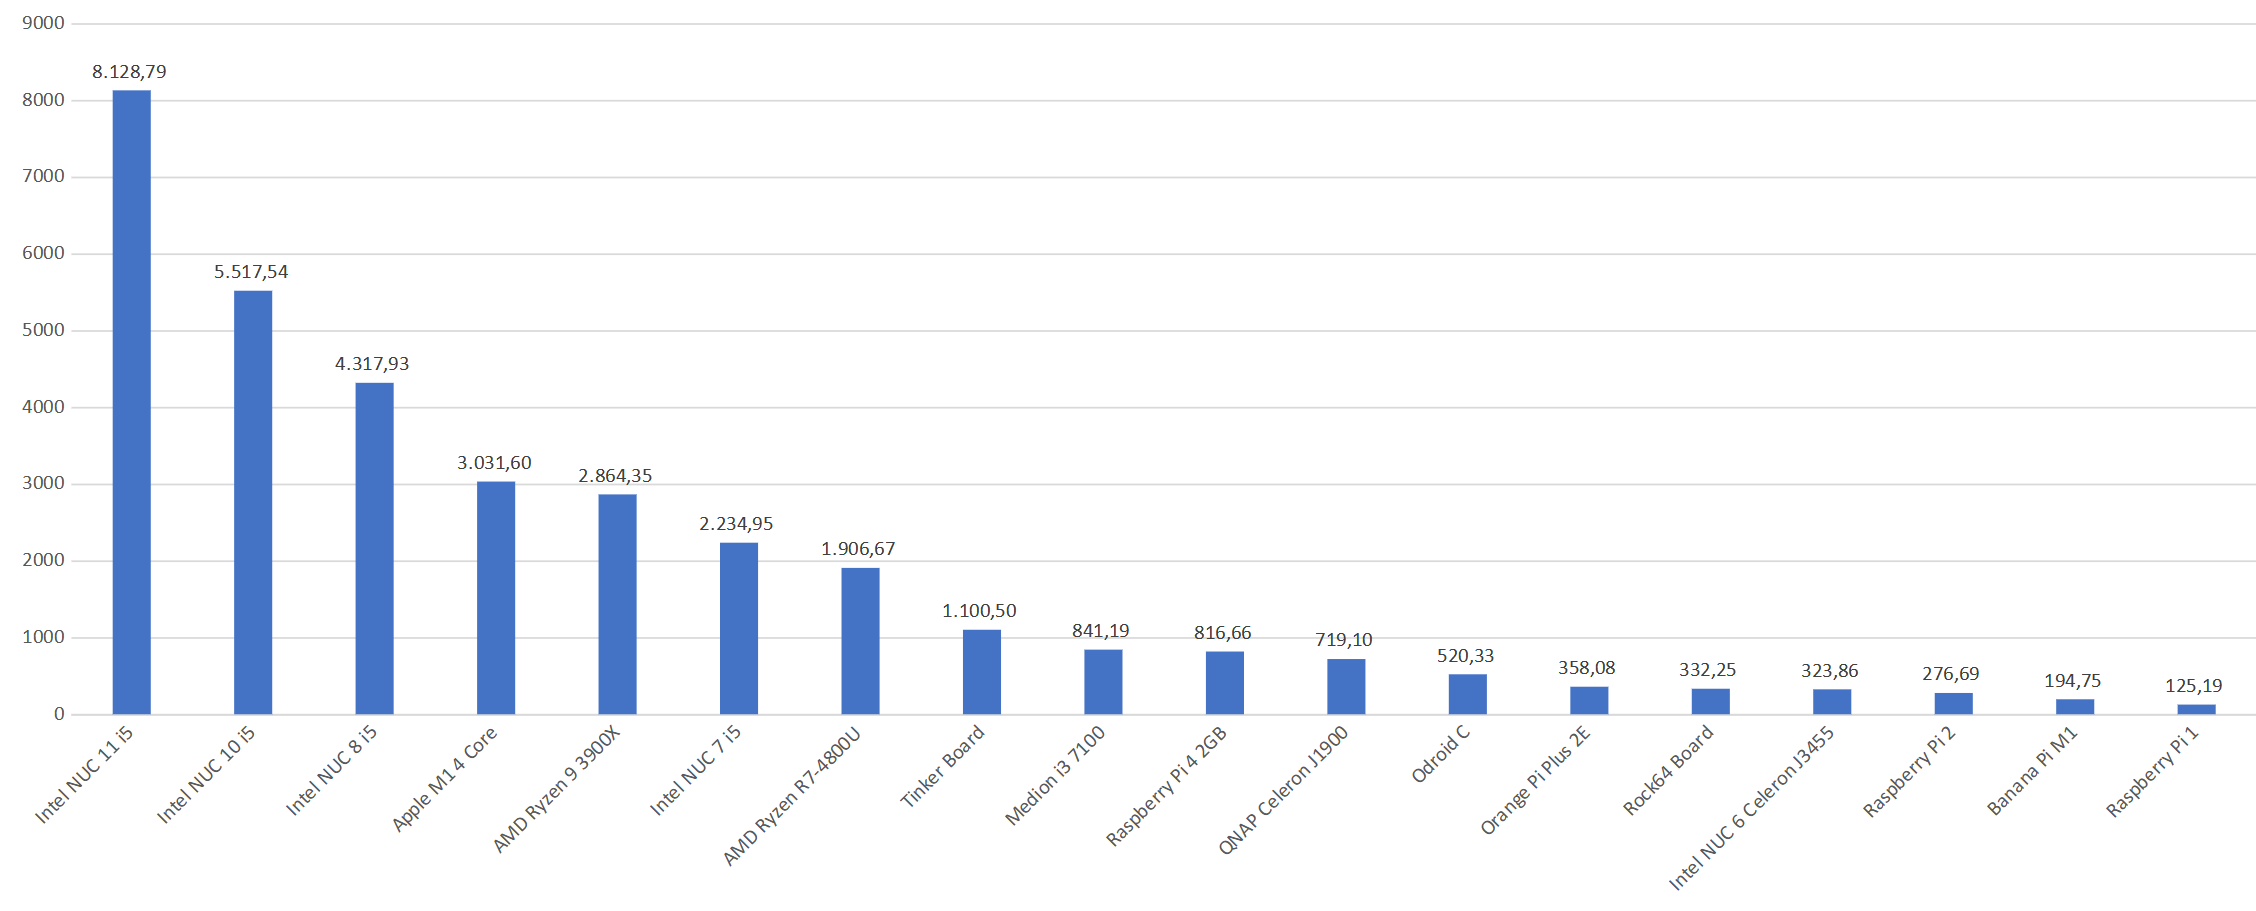 9000
8000
7000
6000
5000
4000
3000
2000
1000
0
8.128,79
5.517,54
4.317,93
3.031,60
2.864,35
2.234,95
1.906,67
1.100,50
841,19
816,66
719,10
520,33
358,08
332,25
323,86
276,69
194,75
125,19
Intel NUC 11 i5
Intel NUC 10 i5
Intel NUC 8 i5
Apple M1 4 Core
AMD Ryzen 9 3900X
Intel NUC 7 i5
AMD Ryzen R7-4800U
Tinker Board
Medion i3 7100
Raspberry Pi 4 2GB
QNAP Celeron J1900
Odroid C
Orange Pi Plus 2E
Rock64 Board
Intel NUC 6 Celeron J3455
Raspberry Pi 2
Banana Pi M1
Raspberry Pi 1